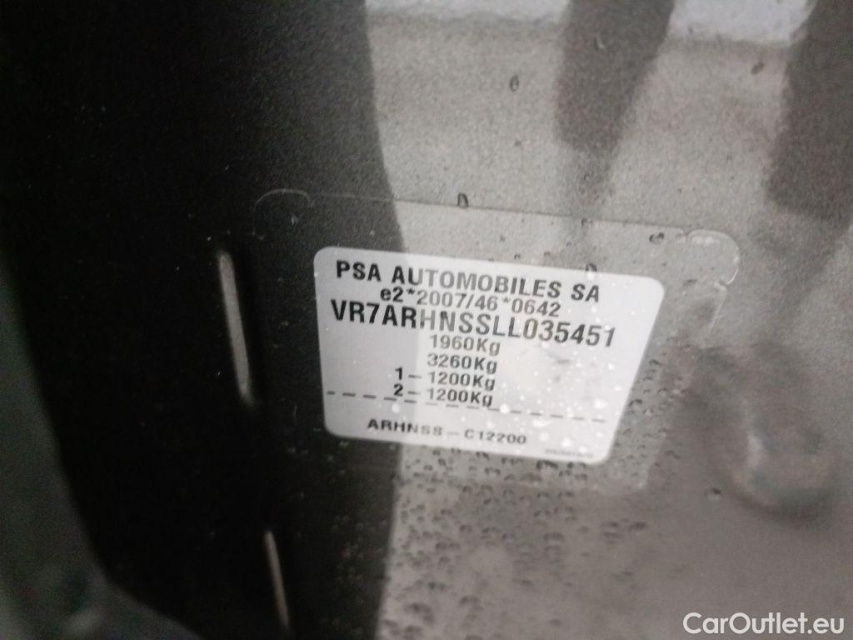 PSA AUTOMOBILES SA
e2*2007/46*0642
VR7ARHNSSLL035451
1960Kg
3260Kg
1 - 1200Kg
2 - 1200Kg
ARHNSS - C12200
CarOutlet.eu